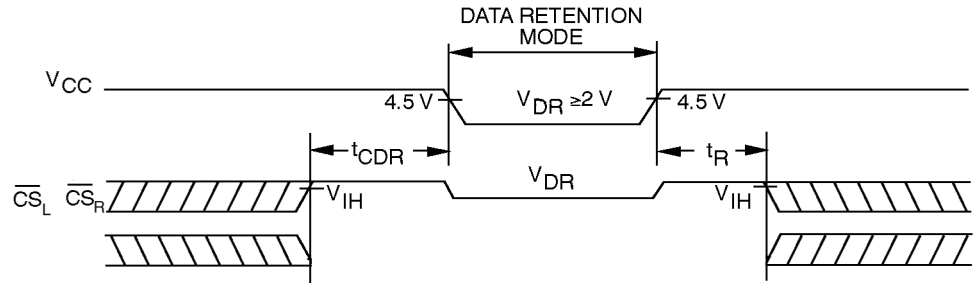 DATA RETENTION
MODE
VCC
4.5 V
VDR ≥2 V
4.5 V
tCDR
tR
CSL CSR
VIH
VDR
VIH